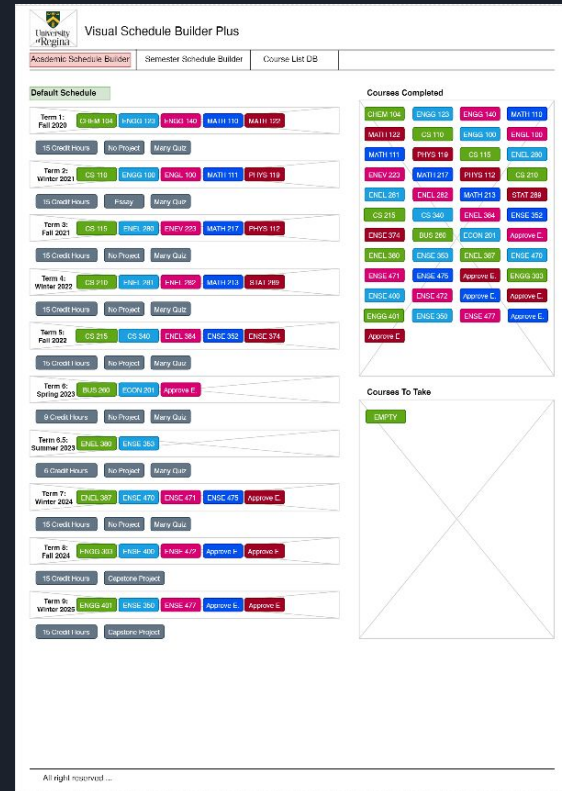 University
of Regina
Visual Schedule Builder Plus
Academic Schedule Builder
Semester Schedule Builder
Course List DB
Default Schedule
Term 1:
Fall 2020
CHEM 104
ENGG 123
ENGG 140
MATH 110
MATH 122
15 Credit Hours
No Project
Many Quiz
Term 2:
Winter 2021
CS 110
ENGG 100
ENGL 100
MATH 111
PHYS 119
15 Credit Hours
Essay
Many Quiz
Term 3:
Fall 2021
CS 115
ENEL 280
ENEV 223
MATH 217
PHYS 112
15 Credit Hours
No Project
Many Quiz
Term 4:
Winter 2022
CS 210
ENEL 281
ENEL 282
MATH 213
STAT 289
15 Credit Hours
No Project
Many Quiz
Term 5:
Fall 2022
CS 215
CS 340
ENEL 384
ENSE 352
ENSE 374
15 Credit Hours
No Project
Many Quiz
Term 6:
Spring 2023
BUS 260
ECON 201
Approve E
9 Credit Hours
No Project
Many Quiz
Term 6.5:
Summer 2023
ENEL 380
ENSE 353
6 Credit Hours
No Project
Many Quiz
Term 7:
Winter 2024
ENEL 387
ENSE 470
ENSE 471
ENSE 475
Approve E.
15 Credit Hours
No Project
Many Quiz
Term 8:
Fall 2024
ENGG 303
ENSE 400
ENSE 472
Approve E
Approve E
15 Credit Hours
Capstone Project
Term 9:
Winter 2025
ENGG 401
ENSE 350
ENSE 477
Approve E.
Approve E.
15 Credit Hours
Capstone Project
Courses Completed
CHEM 104
ENGG 123
ENGG 140
MATH 110
MATH 122
CS 110
ENGG 100
ENGL 100
MATH 111
PHYS 119
CS 115
ENEL 280
ENEV 223
MATH 217
PHYS 112
CS 210
ENEL 281
ENEL 282
MATH 213
STAT 289
CS 215
CS 340
ENEL 384
ENSE 352
ENSE 374
BUS 260
ECON 201
Approve E.
ENEL 380
ENSE 353
ENEL 387
ENSE 470
ENSE 471
ENSE 475
Approve E.
ENGG 303
ENSE 400
ENSE 472
Approve E.
Approve E.
ENGG 401
ENSE 350
ENSE 477
Approve E.
Approve E
Courses To Take
EMPTY
All right reserved ...